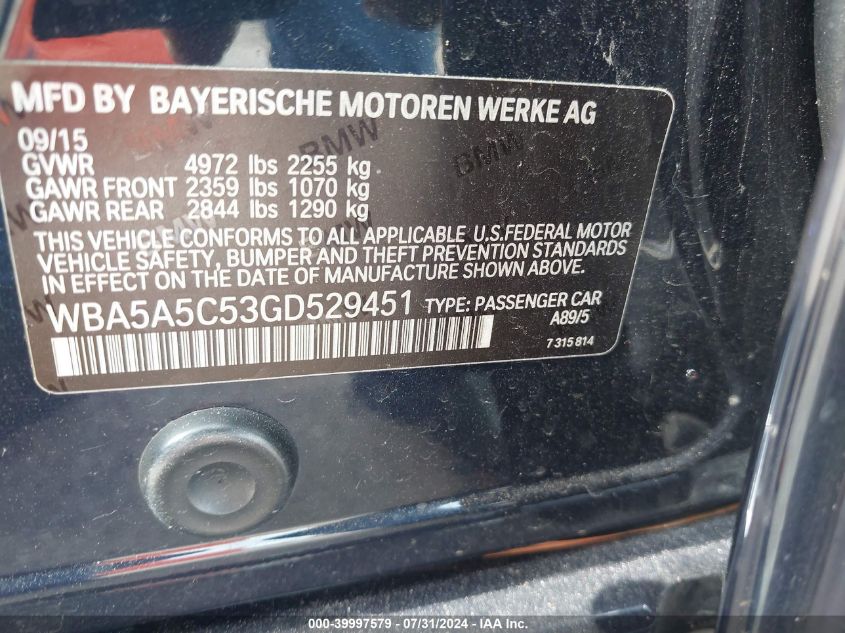 MFD BY BAYERISCHE MOTOREN WERKE AG
09/15
GVWR 4972 lbs 2255 kg
GAWR FRONT 2359 lbs 1070 kg
GAWR REAR 2844 lbs 1290 kg
BMW BMW
THIS VEHICLE CONFORMS TO ALL APPLICABLE U.S.FEDERAL MOTOR
VEHICLE SAFETY, BUMPER AND THEFT PREVENTION STANDARDS
IN EFFECT ON THE DATE OF MANUFACTURE SHOWN ABOVE.
WBA5A5C53GD529451 TYPE: PASSENGER CAR
A89/5
7 315 814
000-39997579 / 07/31/2024 - IAA Inc.